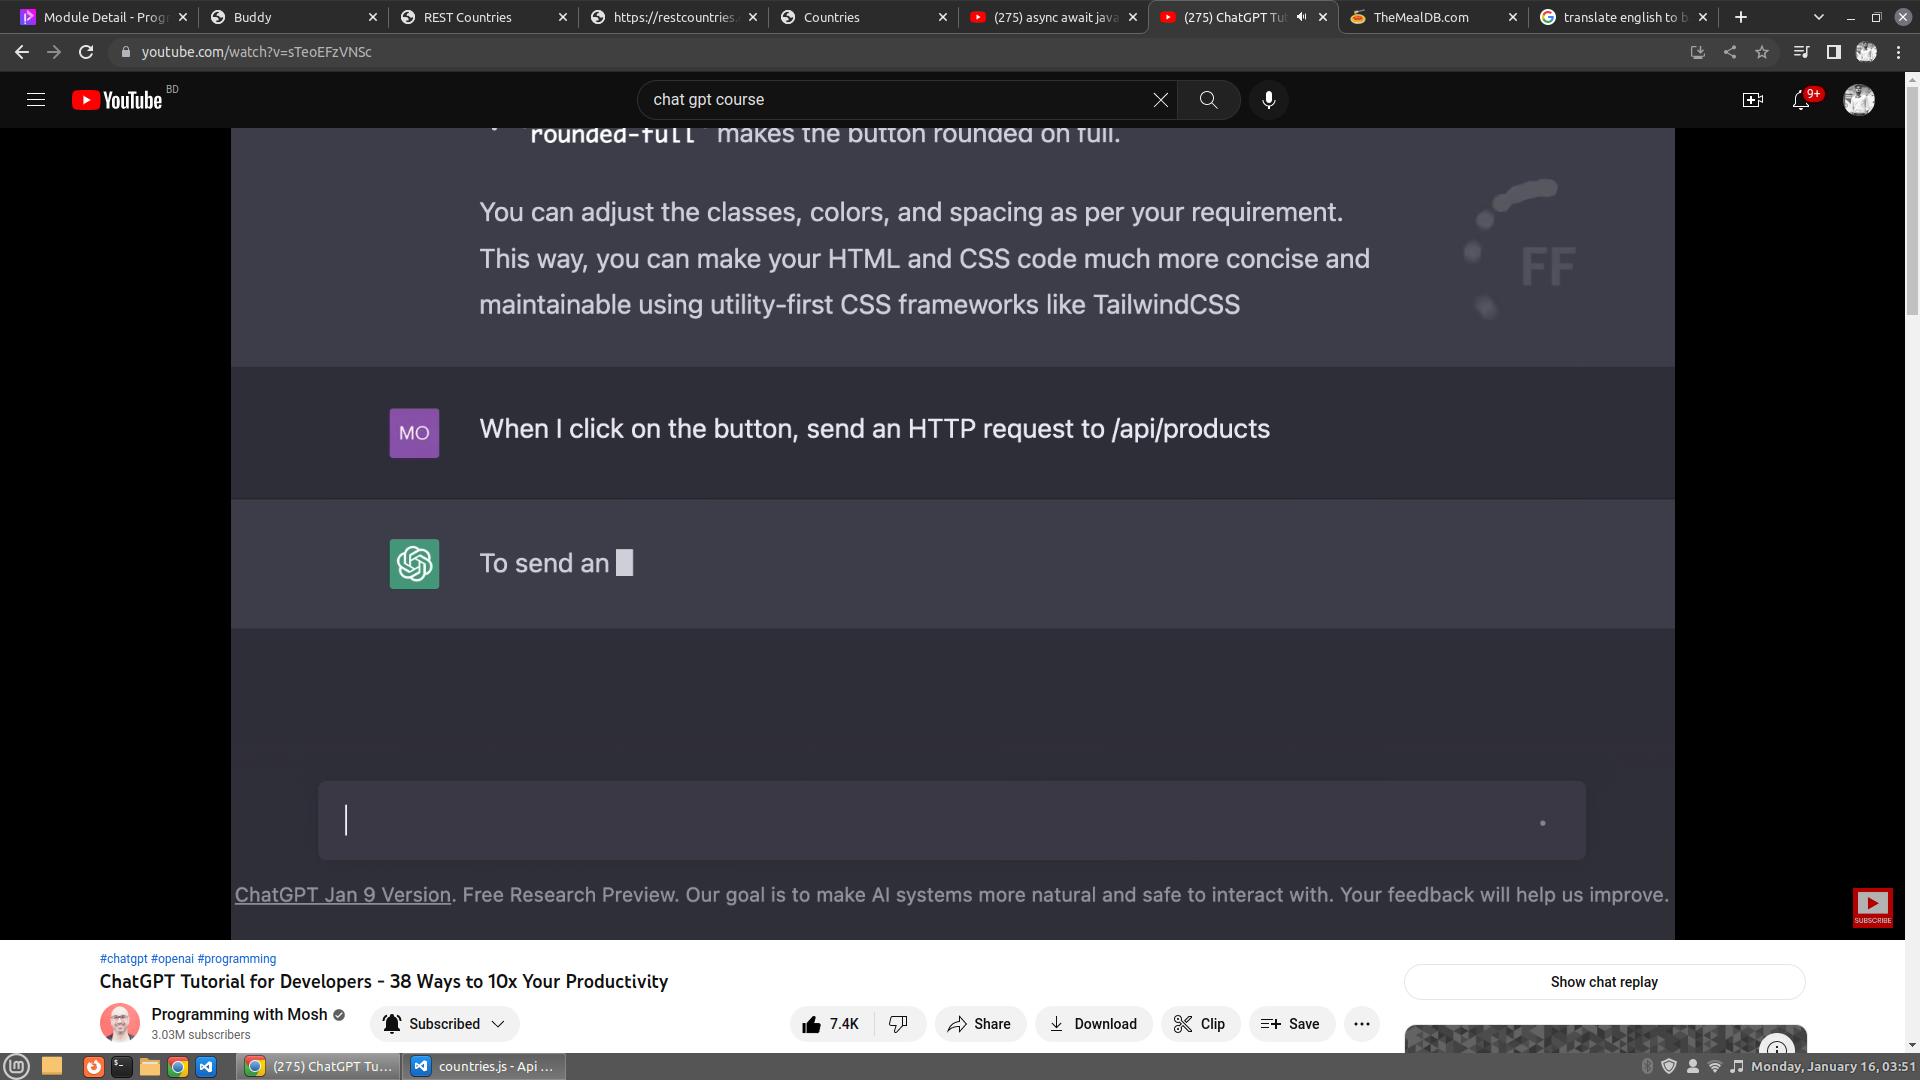 Module Detail - Progr
Buddy
REST Countries
https://restcountries.
Countries
(275) async await java
(275) ChatGPT Tu
TheMealDB.com
translate english to b
youtube.com/watch?v=sTeoEFzVNSc
YouTube BD
chat gpt course
9+
rounded-full makes the button rounded on full.
You can adjust the classes, colors, and spacing as per your requirement.
This way, you can make your HTML and CSS code much more concise and
maintainable using utility-first CSS frameworks like TailwindCSS
FF
MO
When I click on the button, send an HTTP request to /api/products
To send an
ChatGPT Jan 9 Version. Free Research Preview. Our goal is to make AI systems more natural and safe to interact with. Your feedback will help us improve.
SUBSCRIBE
#chatgpt #openai #programming
ChatGPT Tutorial for Developers - 38 Ways to 10x Your Productivity
Show chat replay
Programming with Mosh
3.03M subscribers
Subscribed
7.4K
Share
Download
Clip
Save
(275) ChatGPT Tu...
countries.js - Api ...
Monday, January 16, 03:51